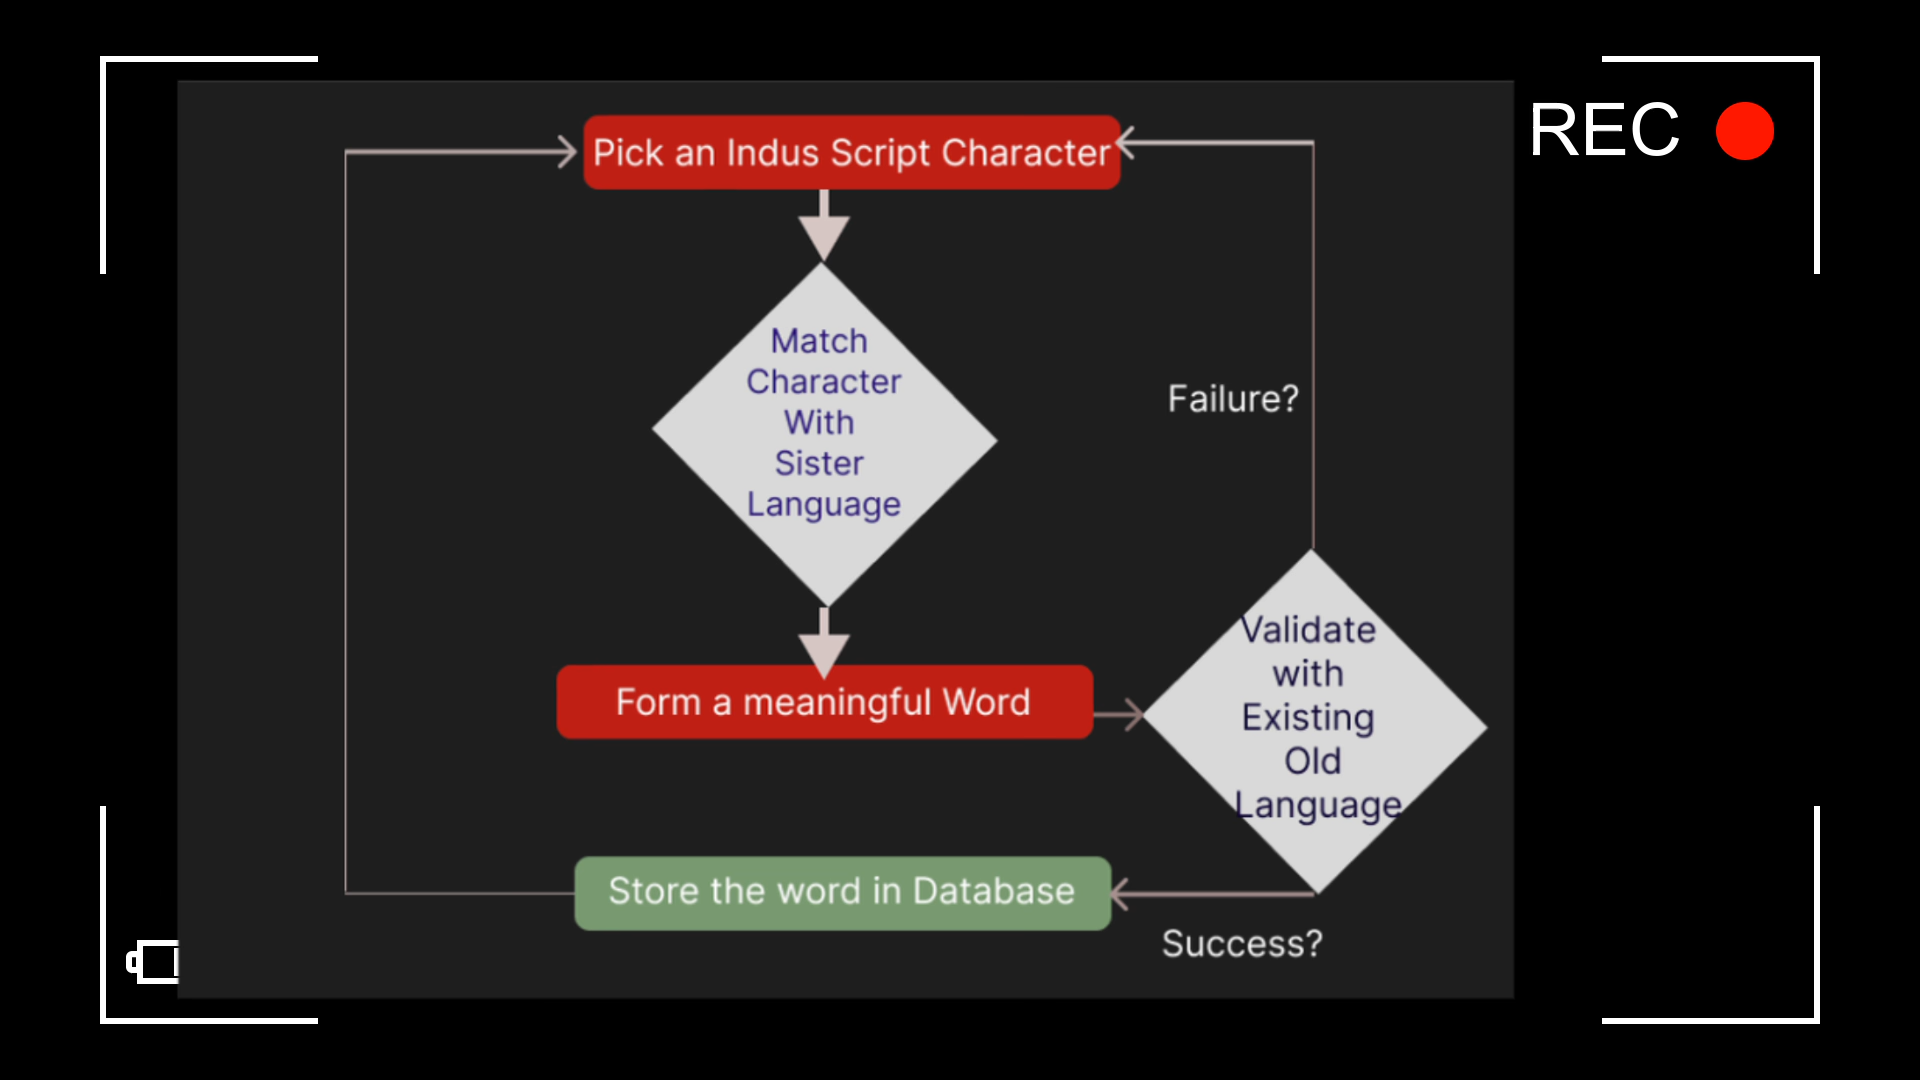 REC
Pick an Indus Script Character
Match
Character
With
Sister
Language
Failure?
Form a meaningful Word
Validate
with
Existing
Old
Language
Store the word in Database
Success?